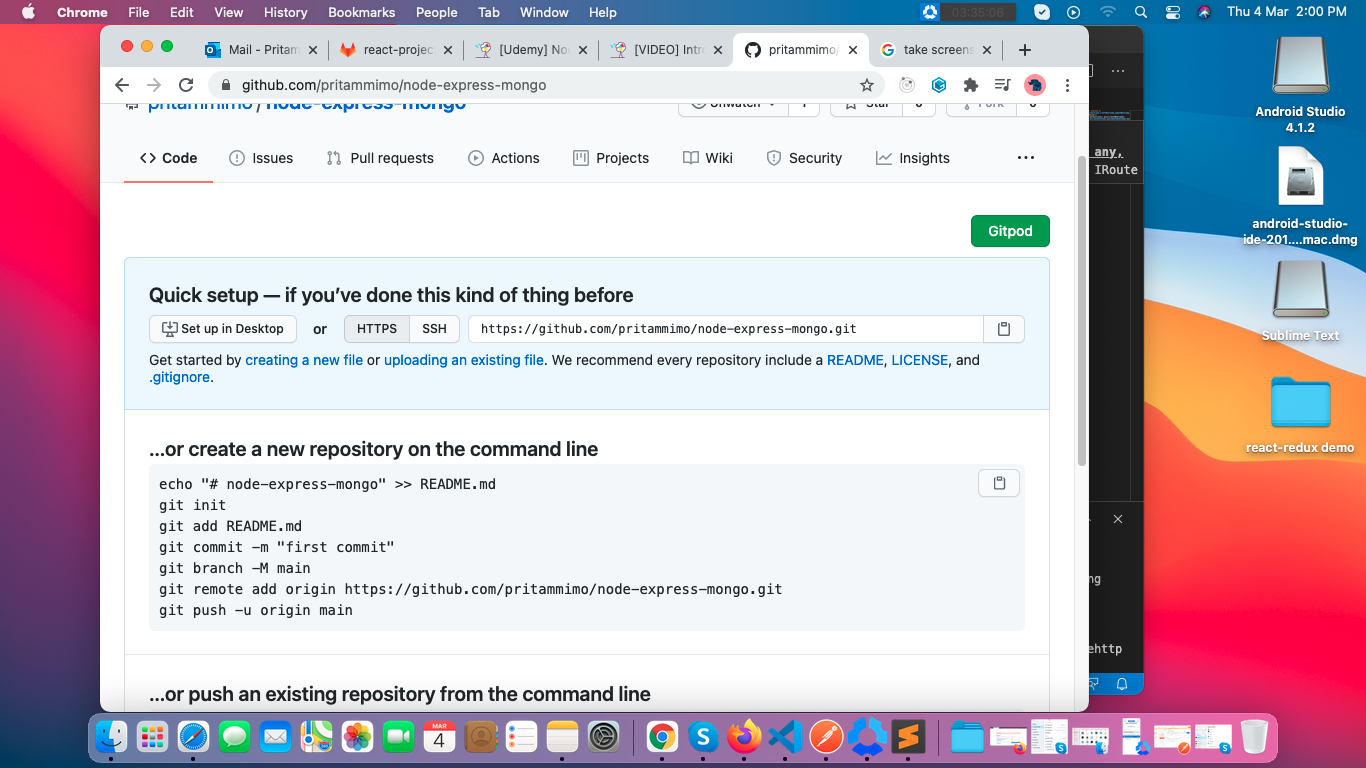 Chrome File Edit View History Bookmarks People Tab Window Help 03:35:06 Thu 4 Mar 2:00 PM
Mail - Pritam react-projec [Udemy] No [VIDEO] Intr pritammimo/ take screens
github.com/pritammimo/node-express-mongo
pritammimo / node-express-mongo
Unwatch 1 Star 0 Fork 0
Code Issues Pull requests Actions Projects Wiki Security Insights
Gitpod
Quick setup — if you’ve done this kind of thing before
Set up in Desktop or HTTPS SSH https://github.com/pritammimo/node-express-mongo.git
Get started by creating a new file or uploading an existing file. We recommend every repository include a README, LICENSE, and
.gitignore.
…or create a new repository on the command line
echo "# node-express-mongo" >> README.md
git init
git add README.md
git commit -m "first commit"
git branch -M main
git remote add origin https://github.com/pritammimo/node-express-mongo.git
git push -u origin main
…or push an existing repository from the command line
any,
IRoute
ng
ehttp
Android Studio
4.1.2
android-studio-
ide-201....mac.dmg
Sublime Text
react-redux demo
MAR
4